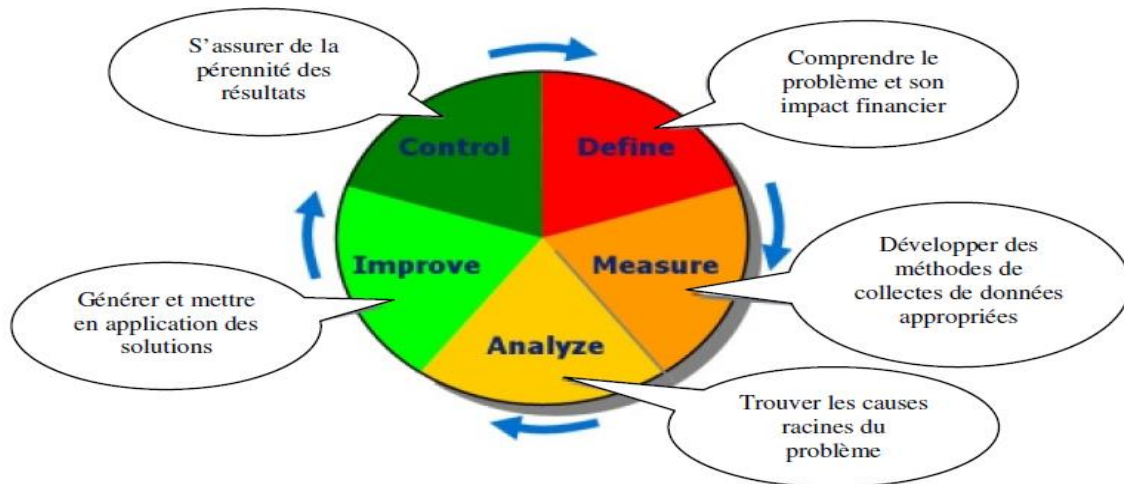 S'assurer de la
pérennité des
résultats
Comprendre le
problème et son
impact financier
Control
Define
Improve
Measure
Analyze
Développer des
méthodes de
collectes de données
appropriées
Générer et mettre
en application des
solutions
Trouver les causes
racines du
problème